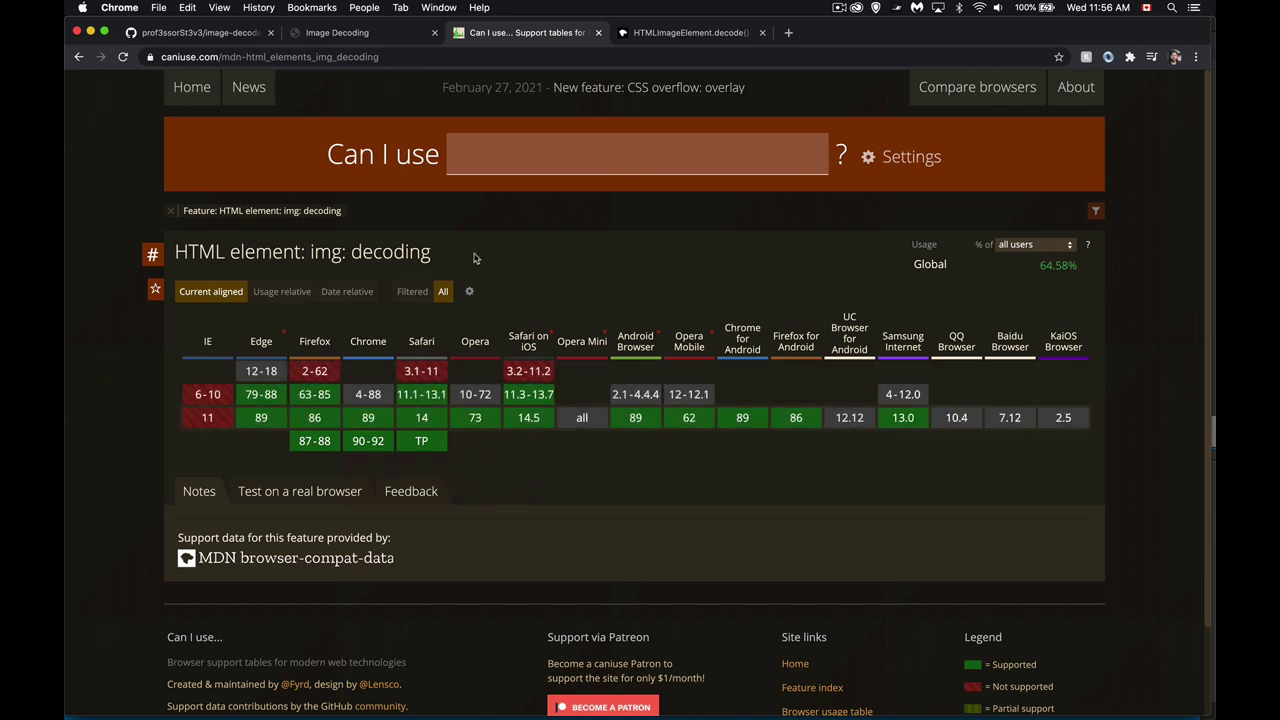 Chrome File Edit View History Bookmarks People Tab Window Help 100% Wed 11:56 AM
prof3ssorSt3v3/image-decode Image Decoding Can I use... Support tables for HTMLImageElement.decode()
caniuse.com/mdn-html_elements_img_decoding
Home News February 27, 2021 - New feature: CSS overflow: overlay Compare browsers About
Can I use ? Settings
Feature: HTML element: img: decoding
# HTML element: img: decoding
Usage % of all users ?
Global 64.58%
Current aligned Usage relative Date relative Filtered All
IE Edge Firefox Chrome Safari Opera Safari on iOS Opera Mini Android Browser Opera Mobile Chrome for Android Firefox for Android UC Browser for Android Samsung Internet QQ Browser Baidu Browser KaiOS Browser
12-18 2-62 3.1-11 3.2-11.2
6-10 79-88 63-85 4-88 11.1-13.1 10-72 11.3-13.7 2.1-4.4.4 12-12.1 4-12.0
11 89 86 89 14 73 14.5 all 89 62 89 86 12.12 13.0 10.4 7.12 2.5
87-88 90-92 TP
Notes Test on a real browser Feedback
Support data for this feature provided by:
MDN browser-compat-data
Can I use...
Browser support tables for modern web technologies
Created & maintained by @Fyrd, design by @Lensco.
Support data contributions by the GitHub community.
Support via Patreon
Become a caniuse Patron to
support the site for only $1/month!
BECOME A PATRON
Site links
Home
Feature index
Browser usage table
Legend
= Supported
= Not supported
= Partial support